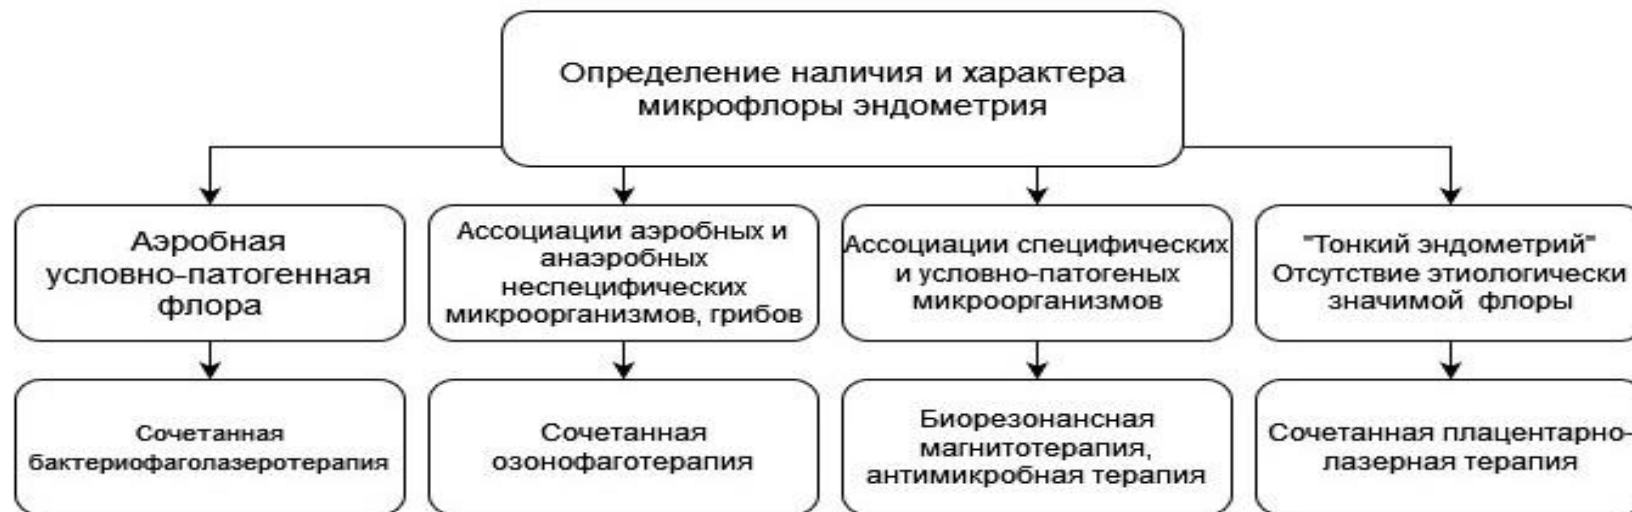 Определение наличия и характера
микрофлоры эндометрия
Аэробная
условно-патогенная
флора
Ассоциации аэробных и
анаэробных
неспецифических
микроорганизмов, грибов
Ассоциации специфических
и условно-патогеных
микроорганизмов
"Тонкий эндометрий"
Отсутствие этиологически
значимой флоры
Сочетанная
бактериофаголазеротерапия
Сочетанная
озонофаготерапия
Биорезонансная
магнитотерапия,
антимикробная терапия
Сочетанная плацентарно-
лазерная терапия